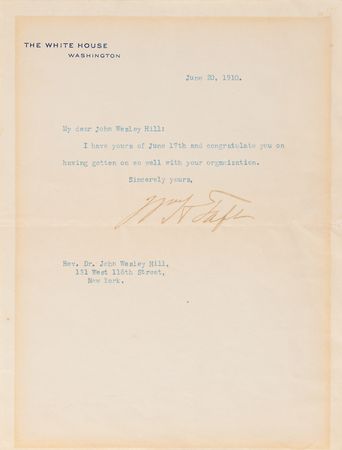 THE WHITE HOUSE
WASHINGTON
June 20, 1910.
My dear John Wesley Hill:
I have yours of June 17th and congratulate you on
having gotten on so well with your organization.
Sincerely yours,
Wm H Taft
Rev. Dr. John Wesley Hill,
131 West 116th Street,
New York.